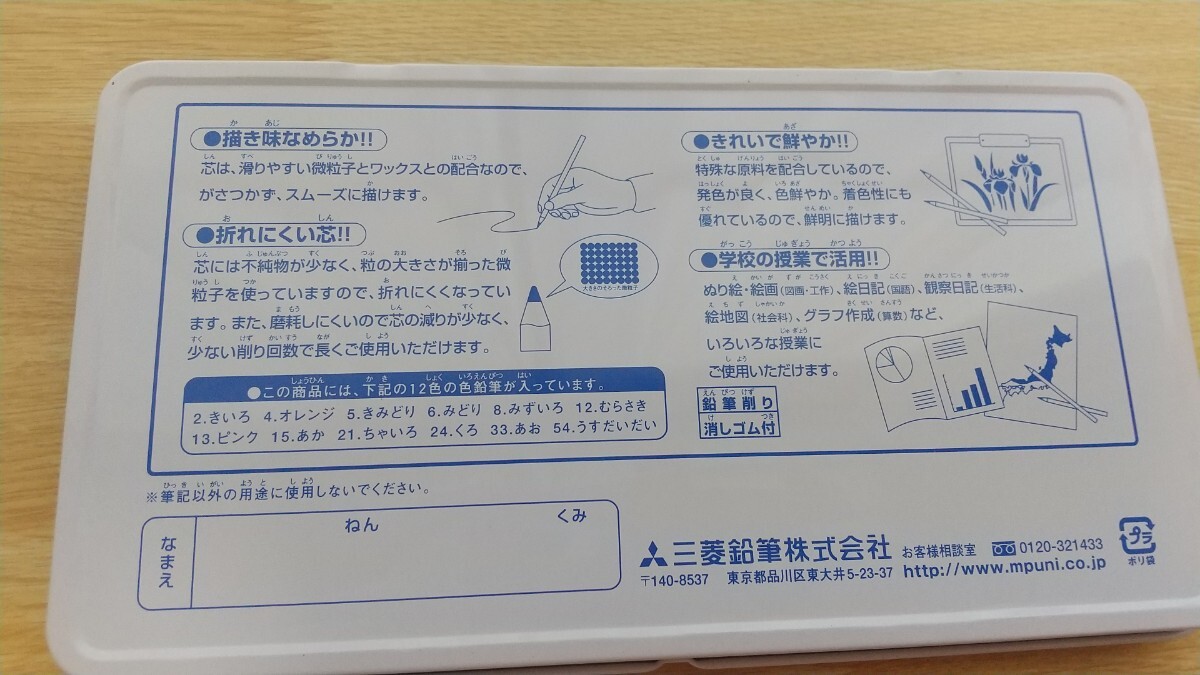 ●描き味なめらか!!
芯は、滑りやすい微粒子とワックスとの配合なので、
がさつかず、スムーズに描けます。
●折れにくい芯!!
芯には不純物が少なく、粒の大きさが揃った微
粒子を使っていますので、折れにくくなってい
ます。また、磨耗しにくいので芯の減りが少なく、
少ない削り回数で長くご使用いただけます。
大きさのそろった微粒子
●この商品には、下記の12色の色鉛筆が入っています。
2.きいろ 4.オレンジ 5.きみどり 6.みどり 8.みずいろ 12.むらさき
13.ピンク 15.あか 21.ちゃいろ 24.くろ 33.あお 54.うすだいだい
●きれいで鮮やか!!
特殊な原料を配合しているので、
発色が良く、色鮮やか。着色性にも
優れているので、鮮明に描けます。
●学校の授業で活用!!
ぬり絵・絵画(図画・工作)、絵日記(国語)、観察日記(生活科)、
絵地図(社会科)、グラフ作成(算数)など、
いろいろな授業に
ご使用いただけます。
鉛筆削り
消しゴム付
※筆記以外の用途に使用しないでください。
なまえ
ねん くみ
三菱鉛筆株式会社 お客様相談室 0120-321433
〒140-8537 東京都品川区東大井5-23-37 http://www.mpuni.co.jp
プラ
ポリ袋